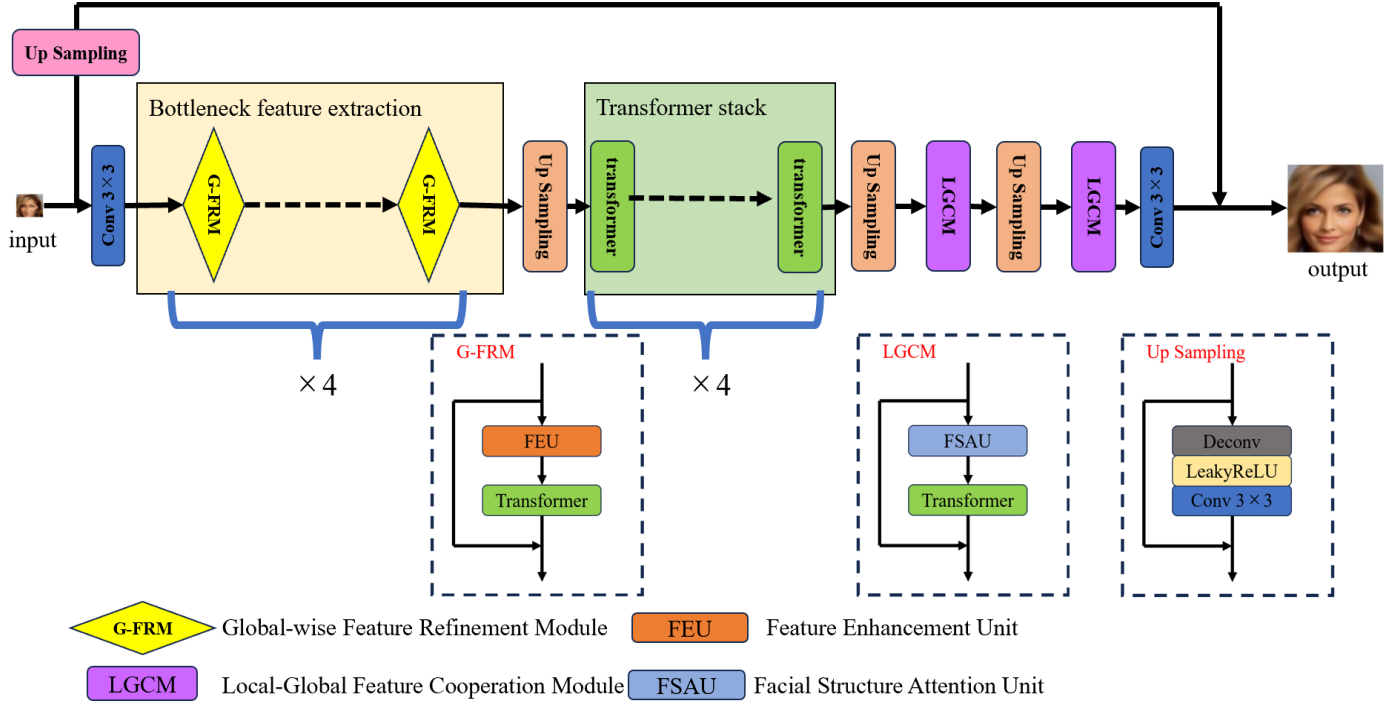 Up Sampling
Bottleneck feature extraction
Transformer stack
input
Conv 3×3
G-FRM
G-FRM
Up Sampling
transformer
transformer
Up Sampling
LGCM
Up Sampling
LGCM
Conv 3×3
output
×4
×4
G-FRM
FEU
Transformer
LGCM
FSAU
Transformer
Up Sampling
Deconv
LeakyReLU
Conv 3×3
G-FRM Global-wise Feature Refinement Module
FEU Feature Enhancement Unit
LGCM Local-Global Feature Cooperation Module
FSAU Facial Structure Attention Unit